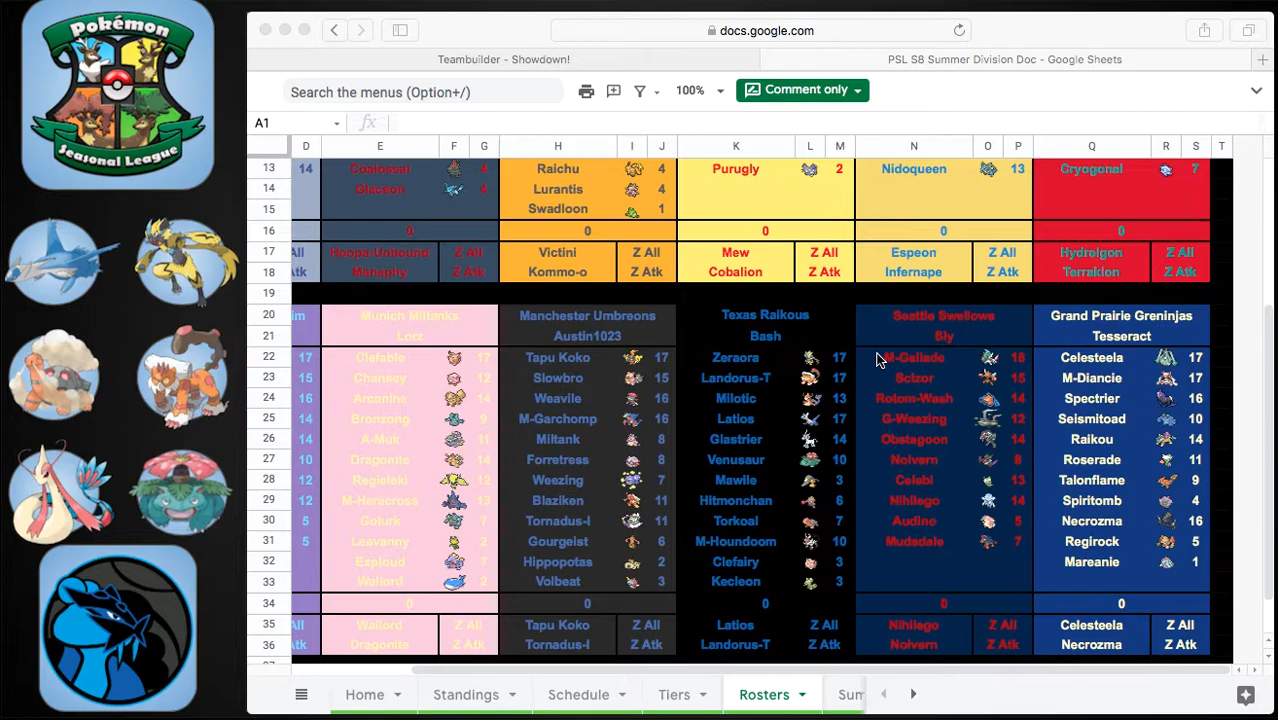 Pokémon
Seasonal League
docs.google.com
Teambuilder - Showdown!
PSL S8 Summer Division Doc - Google Sheets
Search the menus (Option+/)
100%
Comment only
A1
fx
D E F G H I J K L M N O P Q R S T
13 14 Coalossal 4 Raichu 4 Purugly 2 Nidoqueen 13 Cryogonal 7
14 Glaceon 4 Lurantis 4
15 Swadloon 1
16 0 0 0 0 0
17 All Hoopa-Unbound Z All Victini Z All Mew Z All Espeon Z All Hydreigon Z All
18 Atk Manaphy Z Atk Kommo-o Z Atk Cobalion Z Atk Infernape Z Atk Terrakion Z Atk
19
20 im Munich Miltanks Manchester Umbreons Texas Raikous Seattle Swellows Grand Prairie Greninjas
21 Lorz Austin1023 Bash Bly Tesseract
22 17 Clefable 17 Tapu Koko 17 Zeraora 17 M-Gallade 18 Celesteela 17
23 15 Chansey 12 Slowbro 15 Landorus-T 17 Scizor 15 M-Diancie 17
24 16 Arcanine 14 Weavile 16 Milotic 13 Rotom-Wash 14 Spectrier 16
25 14 Bronzong 9 M-Garchomp 16 Latios 17 G-Weezing 12 Seismitoad 10
26 14 A-Muk 11 Miltank 8 Glastrier 14 Obstagoon 14 Raikou 14
27 10 Dragonite 14 Forretress 8 Venusaur 10 Noivern 8 Roserade 11
28 12 Regieleki 12 Weezing 7 Mawile 3 Celebi 13 Talonflame 9
29 12 M-Heracross 13 Blaziken 11 Hitmonchan 6 Nihilego 14 Spiritomb 4
30 5 Golurk 7 Tornadus-I 11 Torkoal 7 Audino 5 Necrozma 16
31 5 Leavanny 2 Gourgeist 6 M-Houndoom 10 Mudsdale 7 Regirock 5
32 Exploud 7 Hippopotas 2 Clefairy 3 Mareanie 1
33 Wailord 2 Volbeat 3 Kecleon 3
34 0 0 0 0 0
35 All Wailord Z All Tapu Koko Z All Latios Z All Nihilego Z All Celesteela Z All
36 Atk Dragonite Z Atk Tornadus-I Z Atk Landorus-T Z Atk Noivern Z Atk Necrozma Z Atk
Home Standings Schedule Tiers Rosters Sum